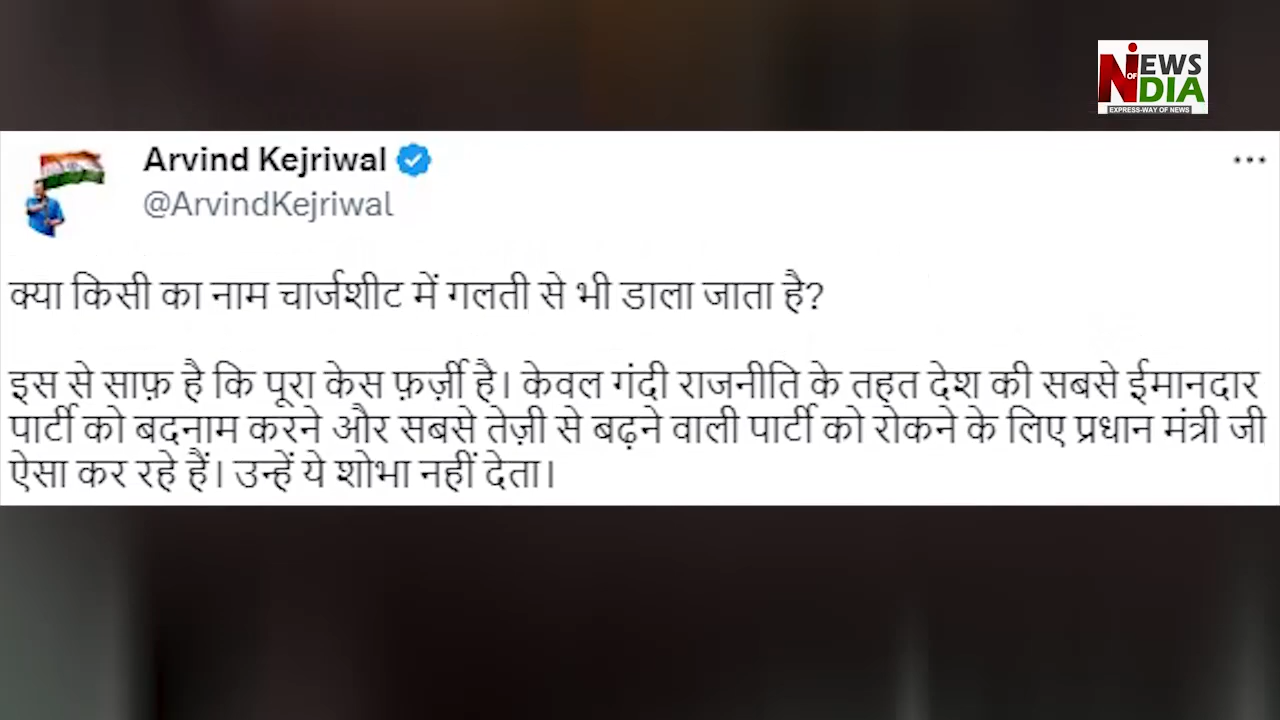 NEWS
OF
INDIA
EXPRESS-WAY OF NEWS
Arvind Kejriwal
@ArvindKejriwal
क्या किसी का नाम चार्जशीट में गलती से भी डाला जाता है?
इस से साफ़ है कि पूरा केस फ़र्ज़ी है। केवल गंदी राजनीति के तहत देश की सबसे ईमानदार
पार्टी को बदनाम करने और सबसे तेज़ी से बढ़ने वाली पार्टी को रोकने के लिए प्रधान मंत्री जी
ऐसा कर रहे हैं। उन्हें ये शोभा नहीं देता।